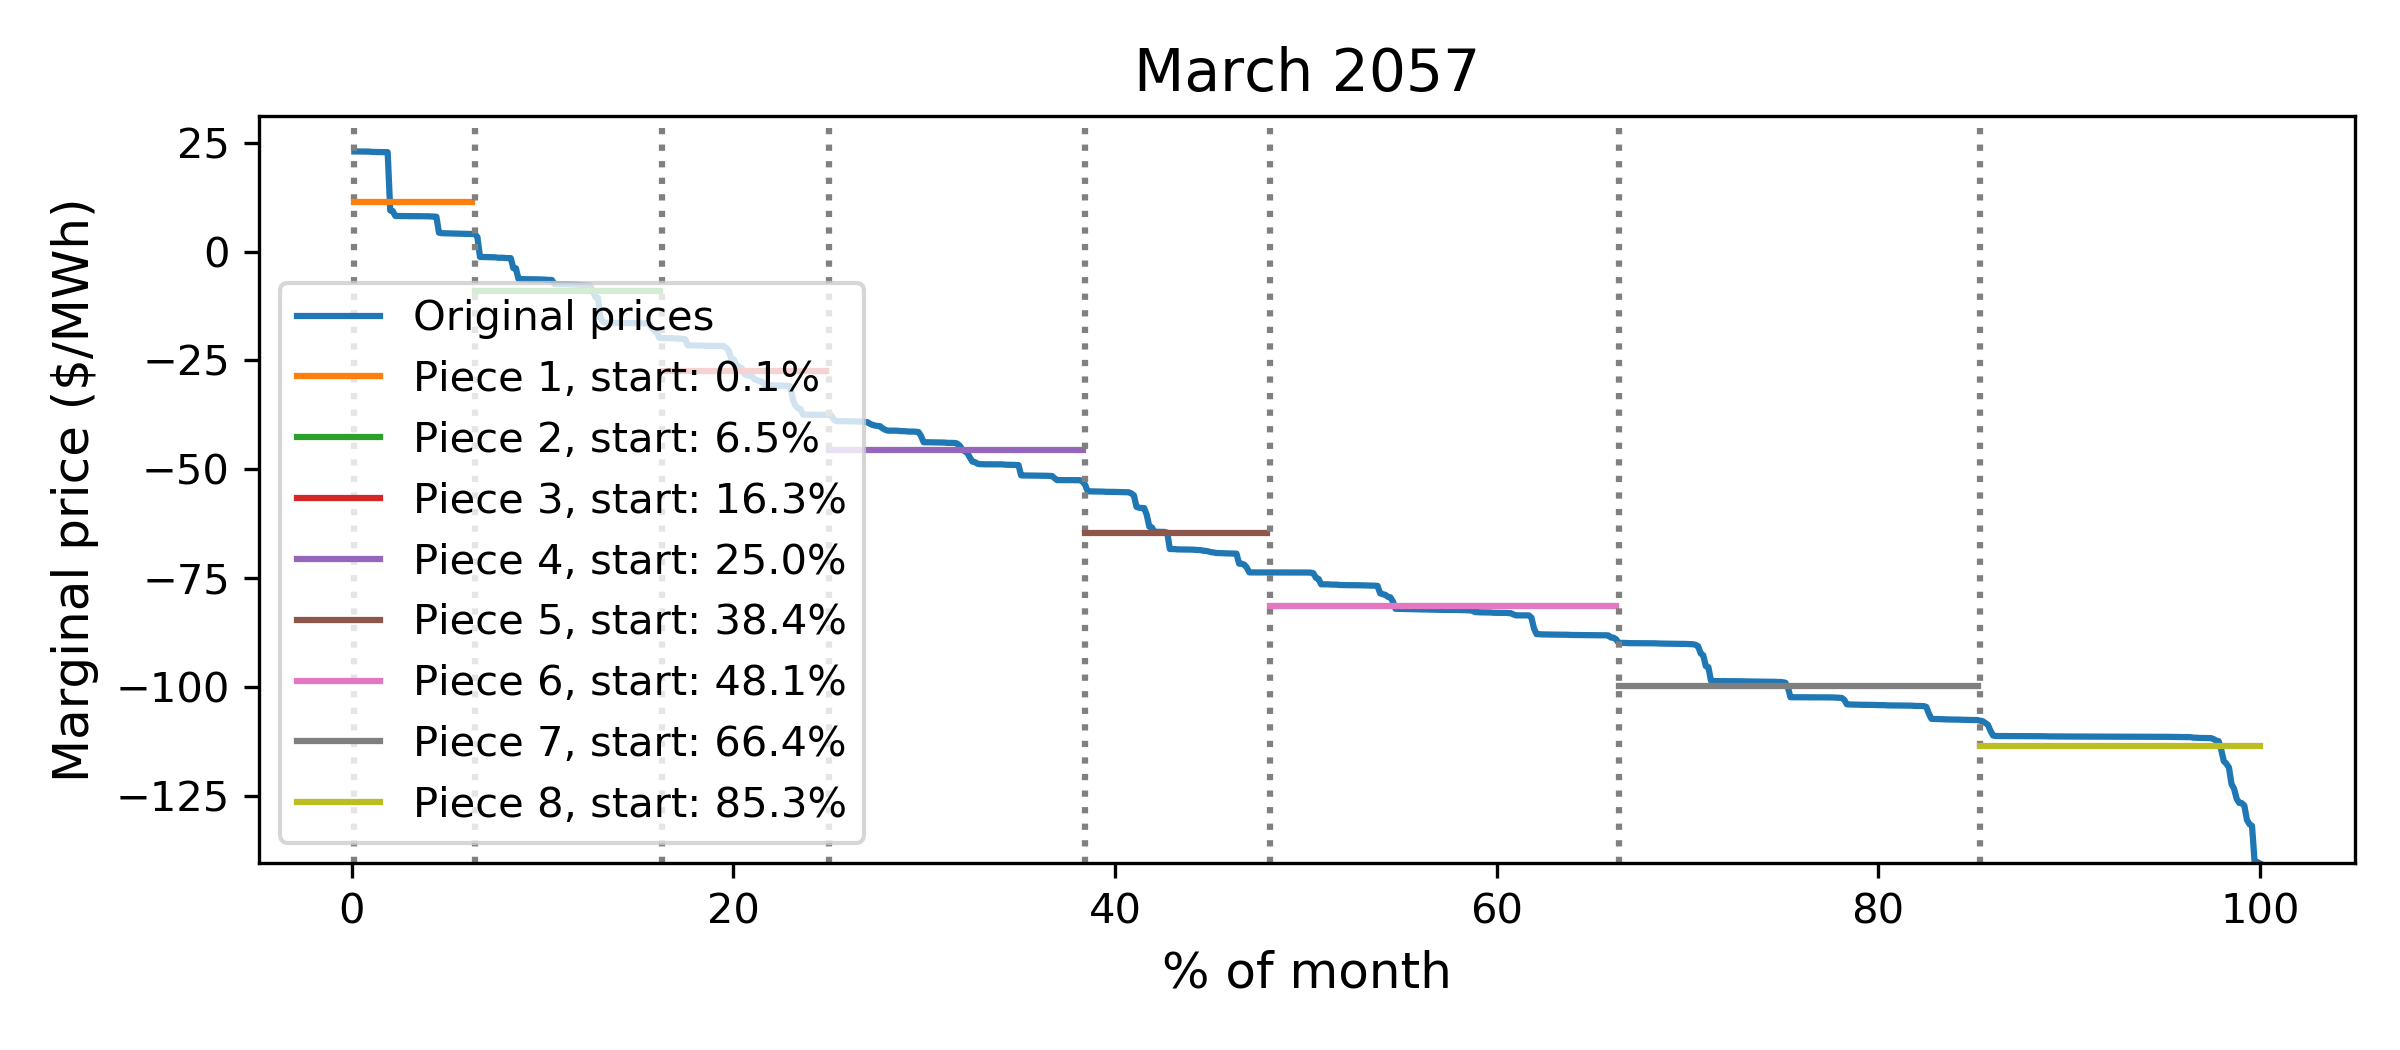 March 2057
Marginal price ($/MWh)
25
0
−25
−50
−75
−100
−125
Original prices
Piece 1, start: 0.1%
Piece 2, start: 6.5%
Piece 3, start: 16.3%
Piece 4, start: 25.0%
Piece 5, start: 38.4%
Piece 6, start: 48.1%
Piece 7, start: 66.4%
Piece 8, start: 85.3%
0 20 40 60 80 100
% of month